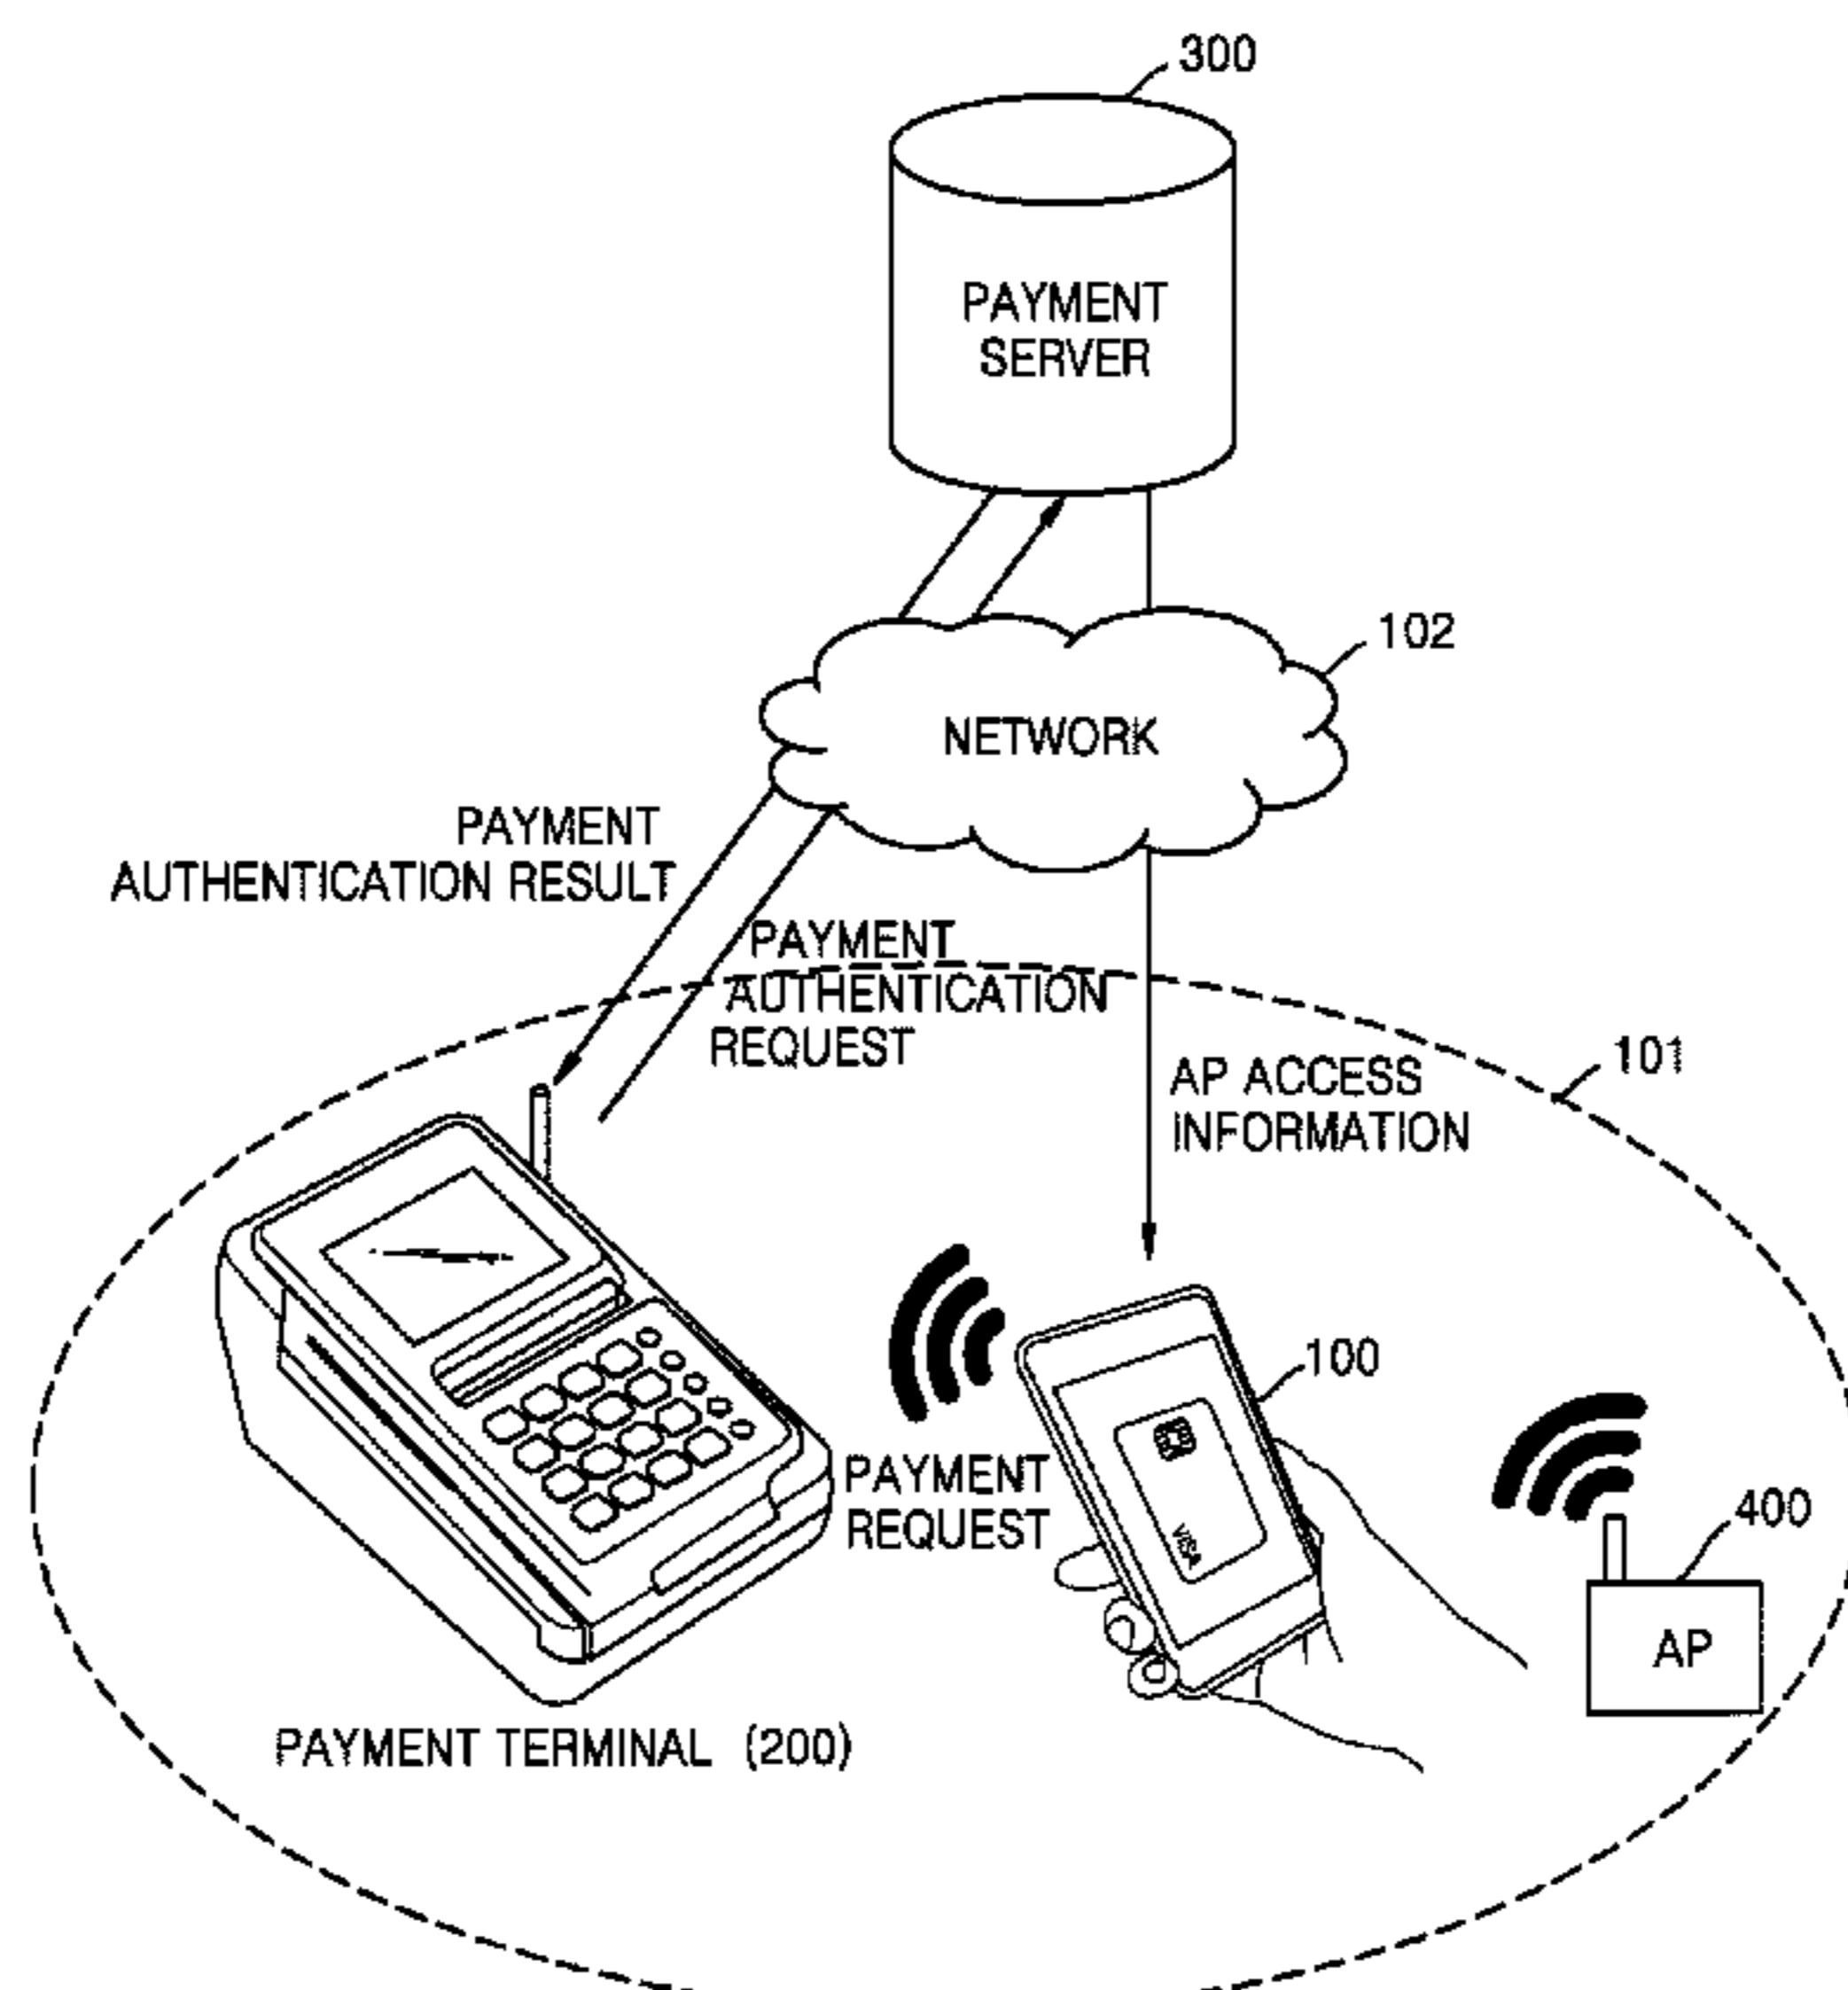 300
PAYMENT
SERVER
102
NETWORK
PAYMENT
AUTHENTICATION RESULT
PAYMENT
AUTHENTICATION
REQUEST
101
AP ACCESS
INFORMATION
100
PAYMENT
REQUEST
VISA
400
AP
PAYMENT TERMINAL (200)